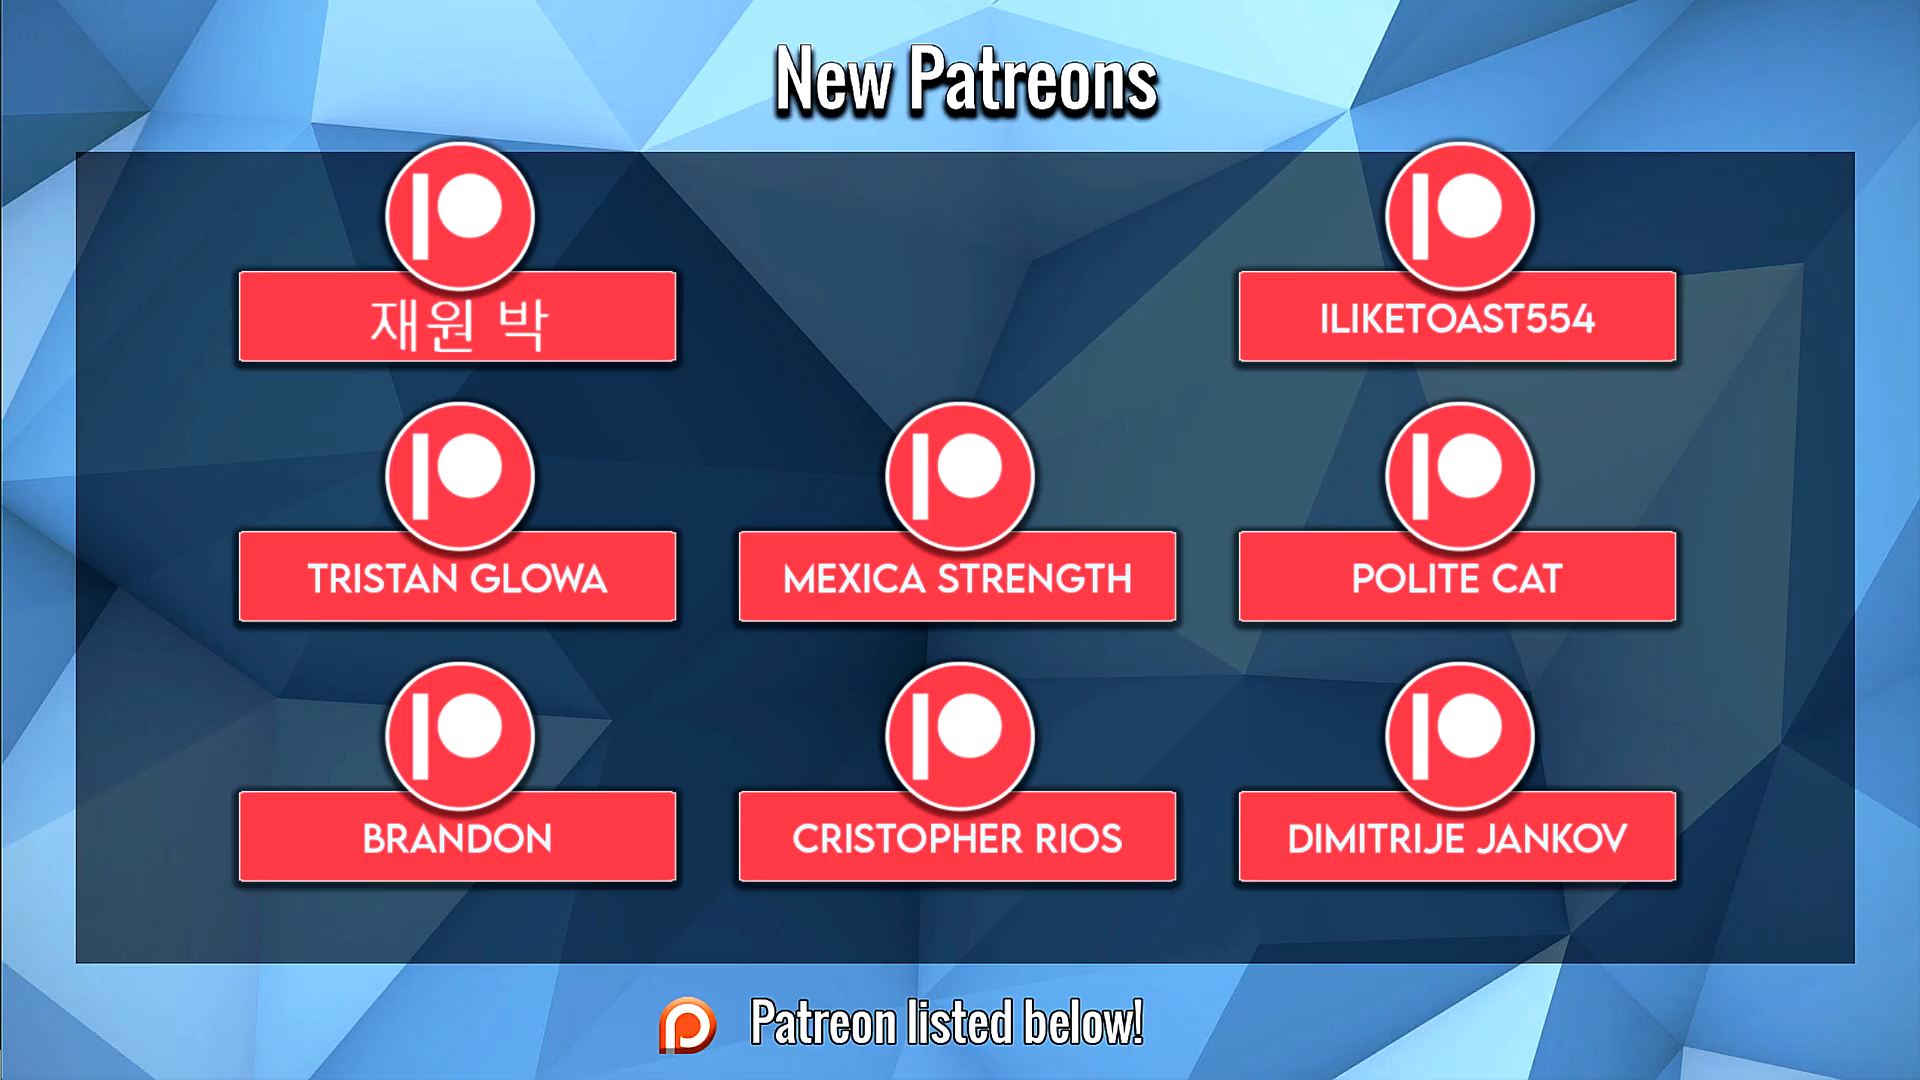 New Patreons
재원 박
ILIKETOAST554
TRISTAN GLOWA
MEXICA STRENGTH
POLITE CAT
BRANDON
CRISTOPHER RIOS
DIMITRIJE JANKOV
Patreon listed below!